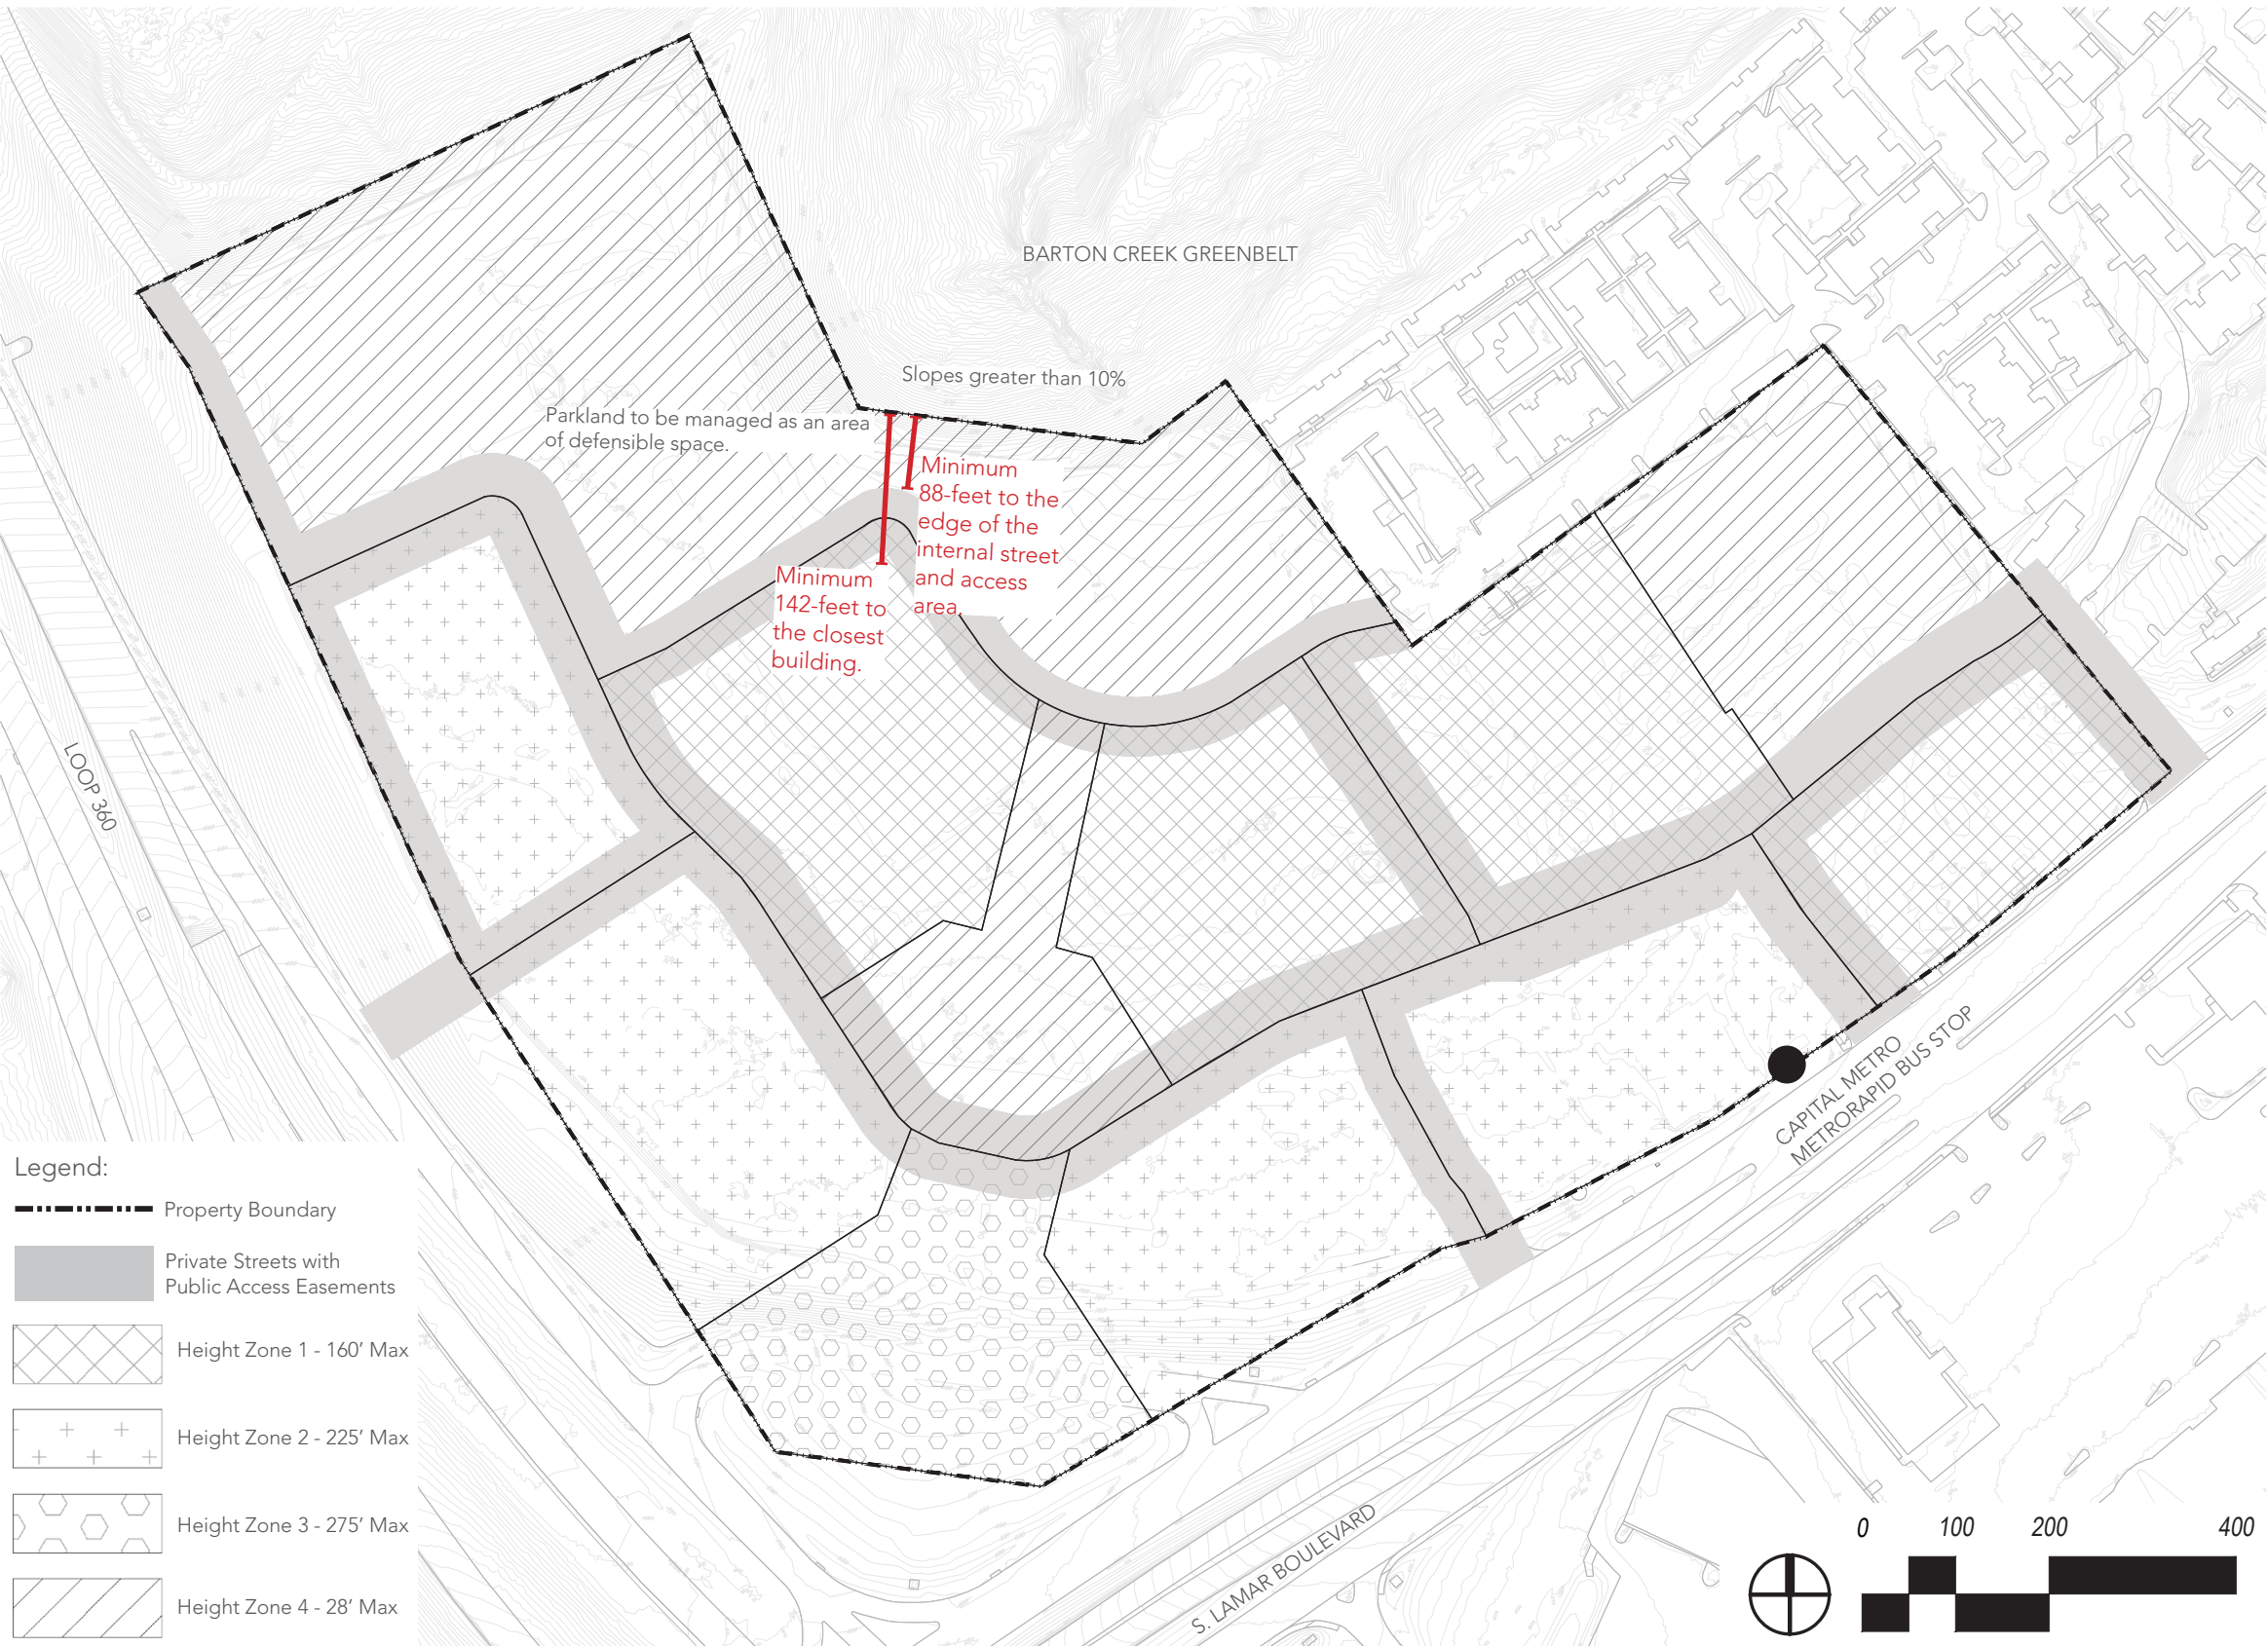 BARTON CREEK GREENBELT
Slopes greater than 10%
Parkland to be managed as an area
of defensible space.
Minimum
88-feet to the
edge of the
internal street
and access
area.
Minimum
142-feet to
the closest
building.
LOOP 360
CAPITAL METRO
METRORAPID BUS STOP
S. LAMAR BOULEVARD
Legend:
Property Boundary
Private Streets with
Public Access Easements
Height Zone 1 - 160' Max
Height Zone 2 - 225' Max
Height Zone 3 - 275' Max
Height Zone 4 - 28' Max
0 100 200 400